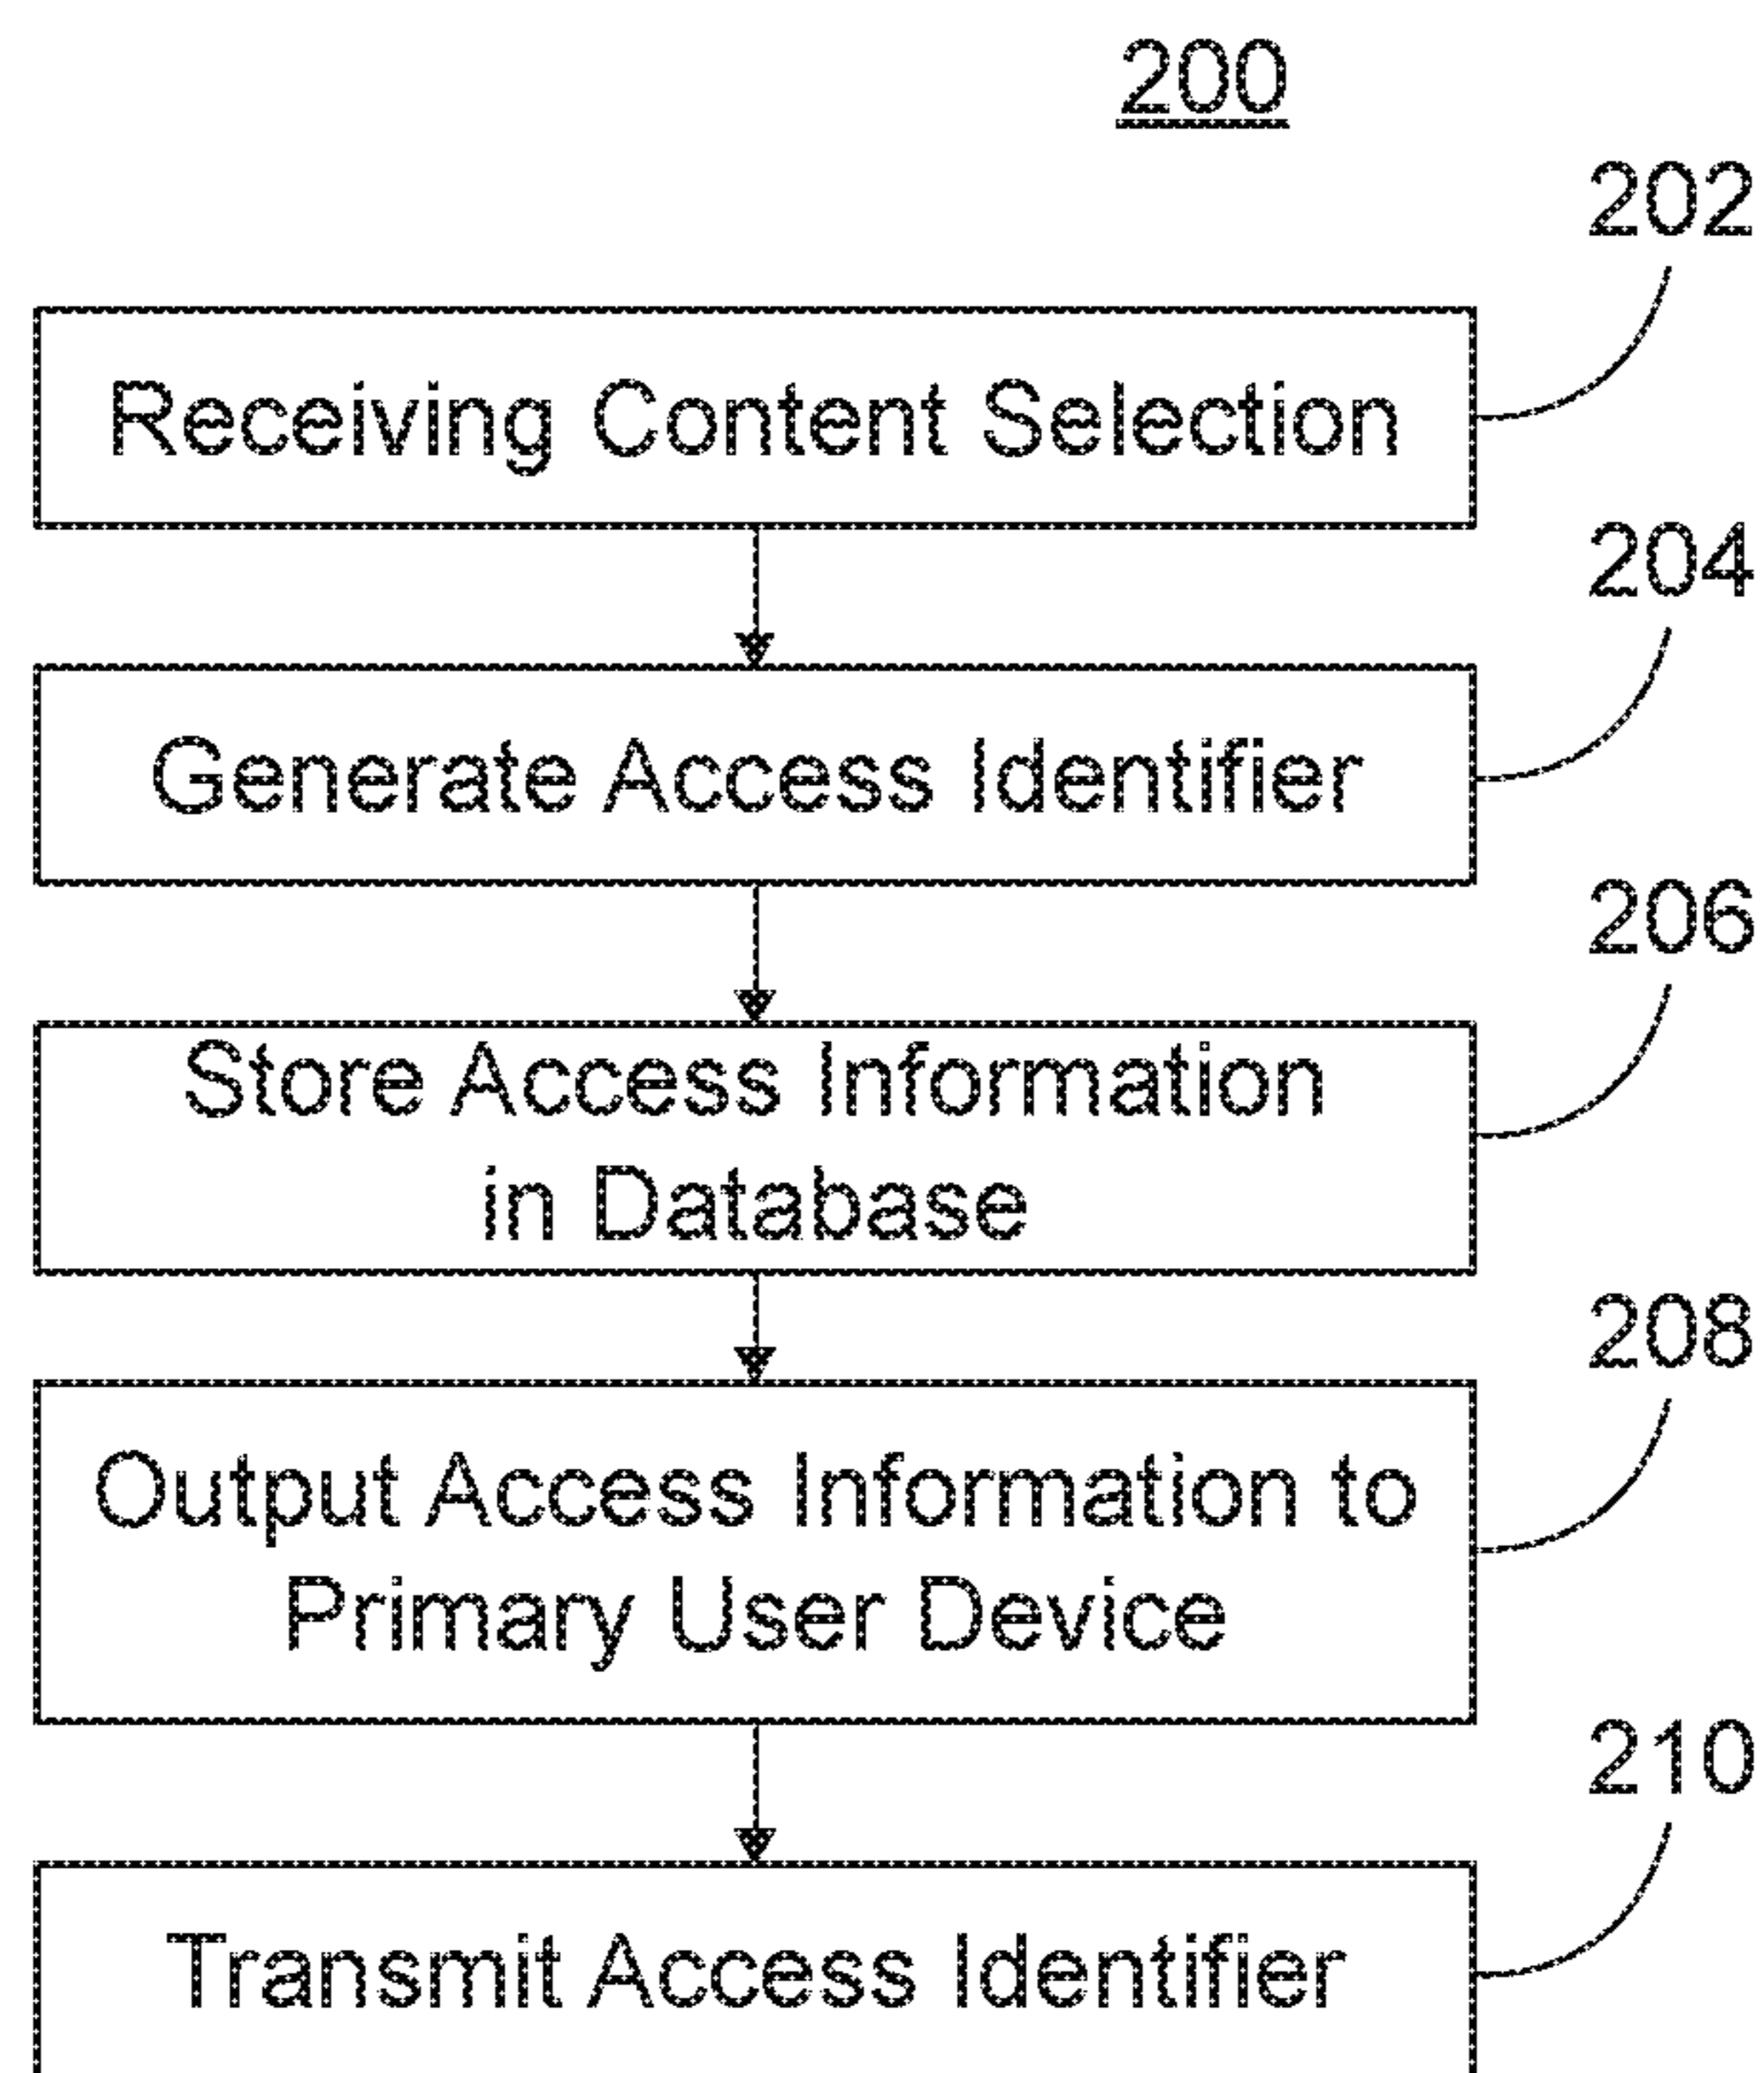 200
202
Receiving Content Selection
204
Generate Access Identifier
206
Store Access Information
in Database
208
Output Access Information to
Primary User Device
210
Transmit Access Identifier